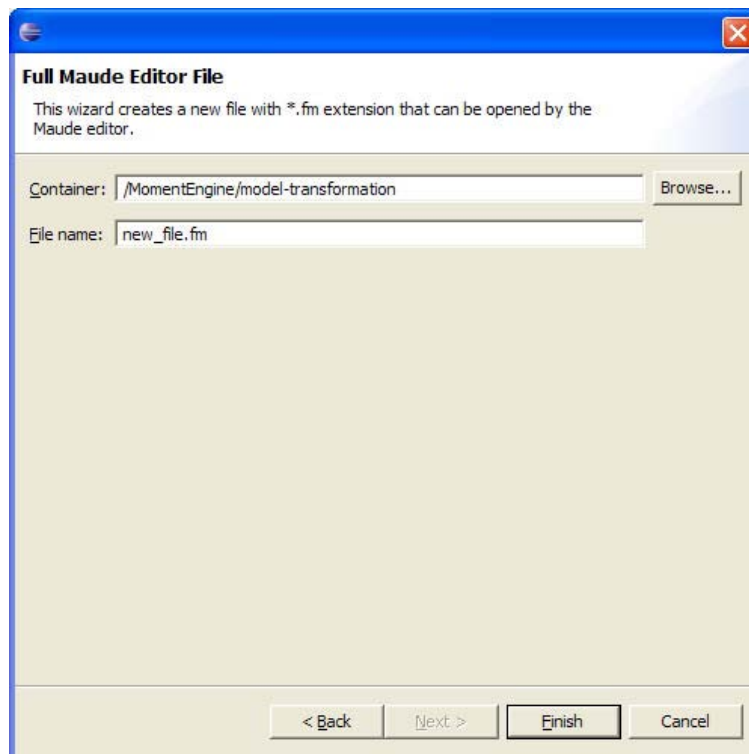 Full Maude Editor File
This wizard creates a new file with *.fm extension that can be opened by the
Maude editor.
Container: /MomentEngine/model-transformation Browse...
File name: new_file.fm
< Back Next > Finish Cancel